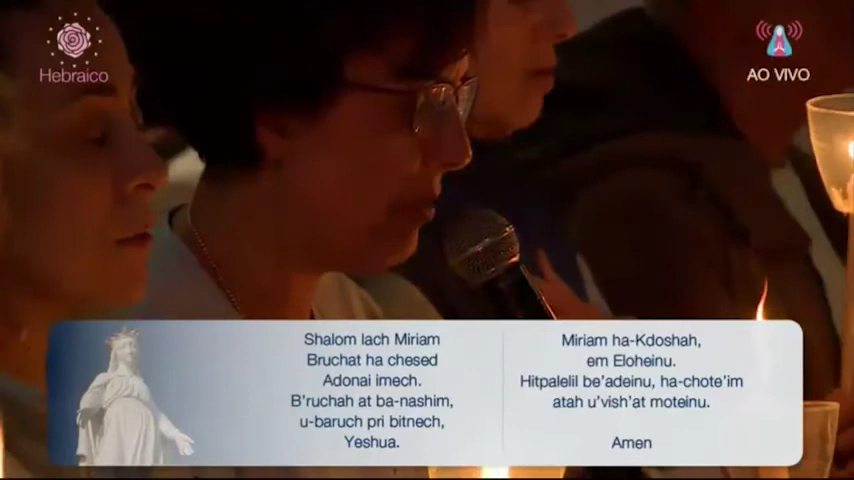 Hebraico
AO VIVO
Shalom lach Miriam
Bruchat ha chesed
Adonai imech.
B'ruchah at ba-nashim,
u-baruch pri bitnech,
Yeshua.
Miriam ha-Kdoshah,
em Eloheinu.
Hitpalelil be'adeinu, ha-chote'im
atah u'vish'at moteinu.
Amen